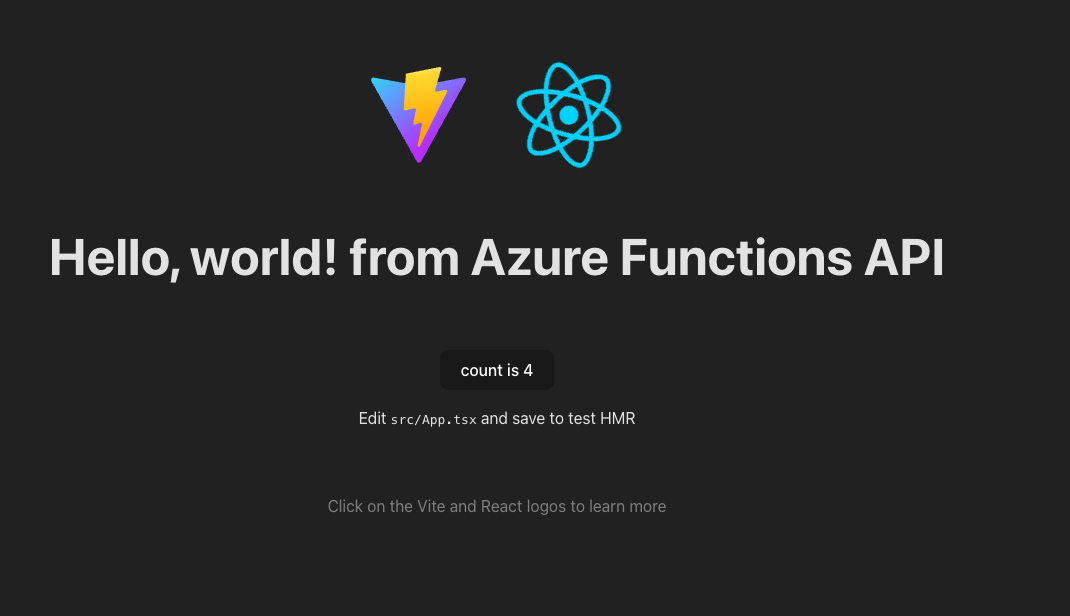 Hello, world! from Azure Functions API
count is 4
Edit src/App.tsx and save to test HMR
Click on the Vite and React logos to learn more